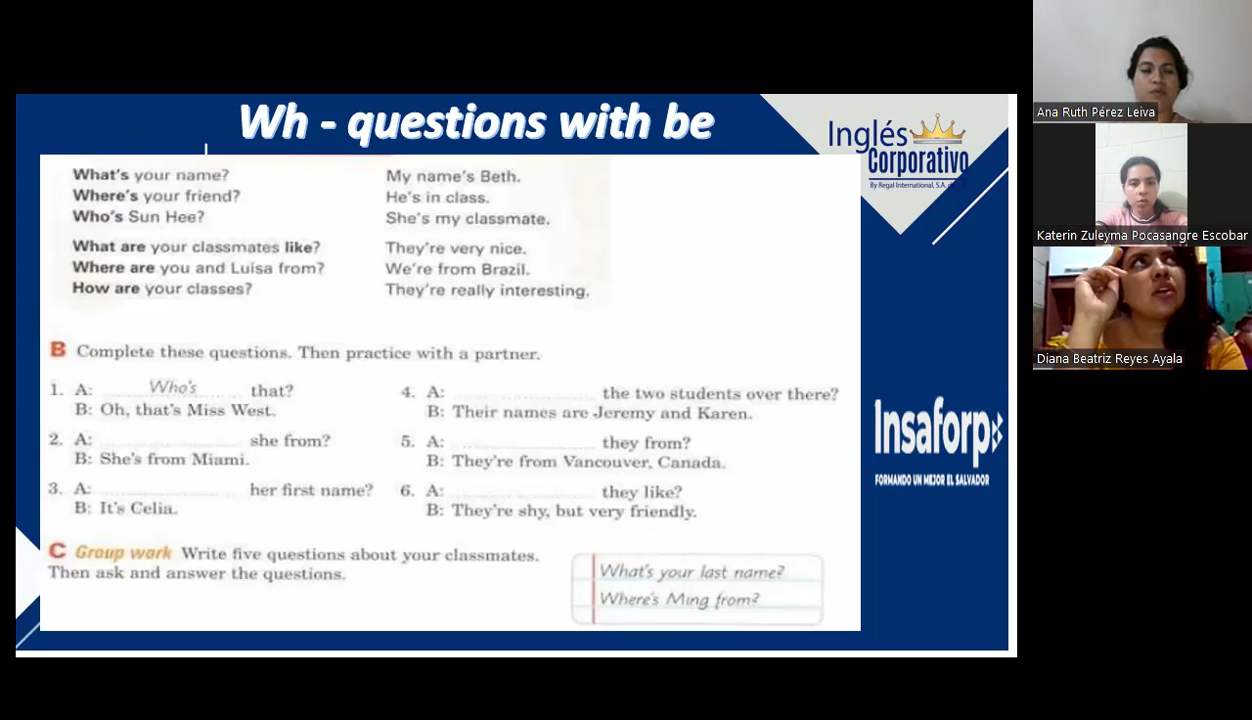 Wh - questions with be
Inglés
Corporativo
By Regal International, S.A.
What's your name? My name's Beth.
Where's your friend? He's in class.
Who's Sun Hee? She's my classmate.
What are your classmates like? They're very nice.
Where are you and Luisa from? We're from Brazil.
How are your classes? They're really interesting.
B Complete these questions. Then practice with a partner.
1. A: Who's that?
B: Oh, that's Miss West.
2. A: she from?
B: She's from Miami.
3. A: her first name?
B: It's Celia.
4. A: the two students over there?
B: Their names are Jeremy and Karen.
5. A: they from?
B: They're from Vancouver, Canada.
6. A: they like?
B: They're shy, but very friendly.
C Group work Write five questions about your classmates.
Then ask and answer the questions.
What's your last name?
Where's Ming from?
Insaforp
FORMANDO UN MEJOR EL SALVADOR
Ana Ruth Pérez Leiva
Katerin Zuleyma Pocasangre Escobar
Diana Beatriz Reyes Ayala